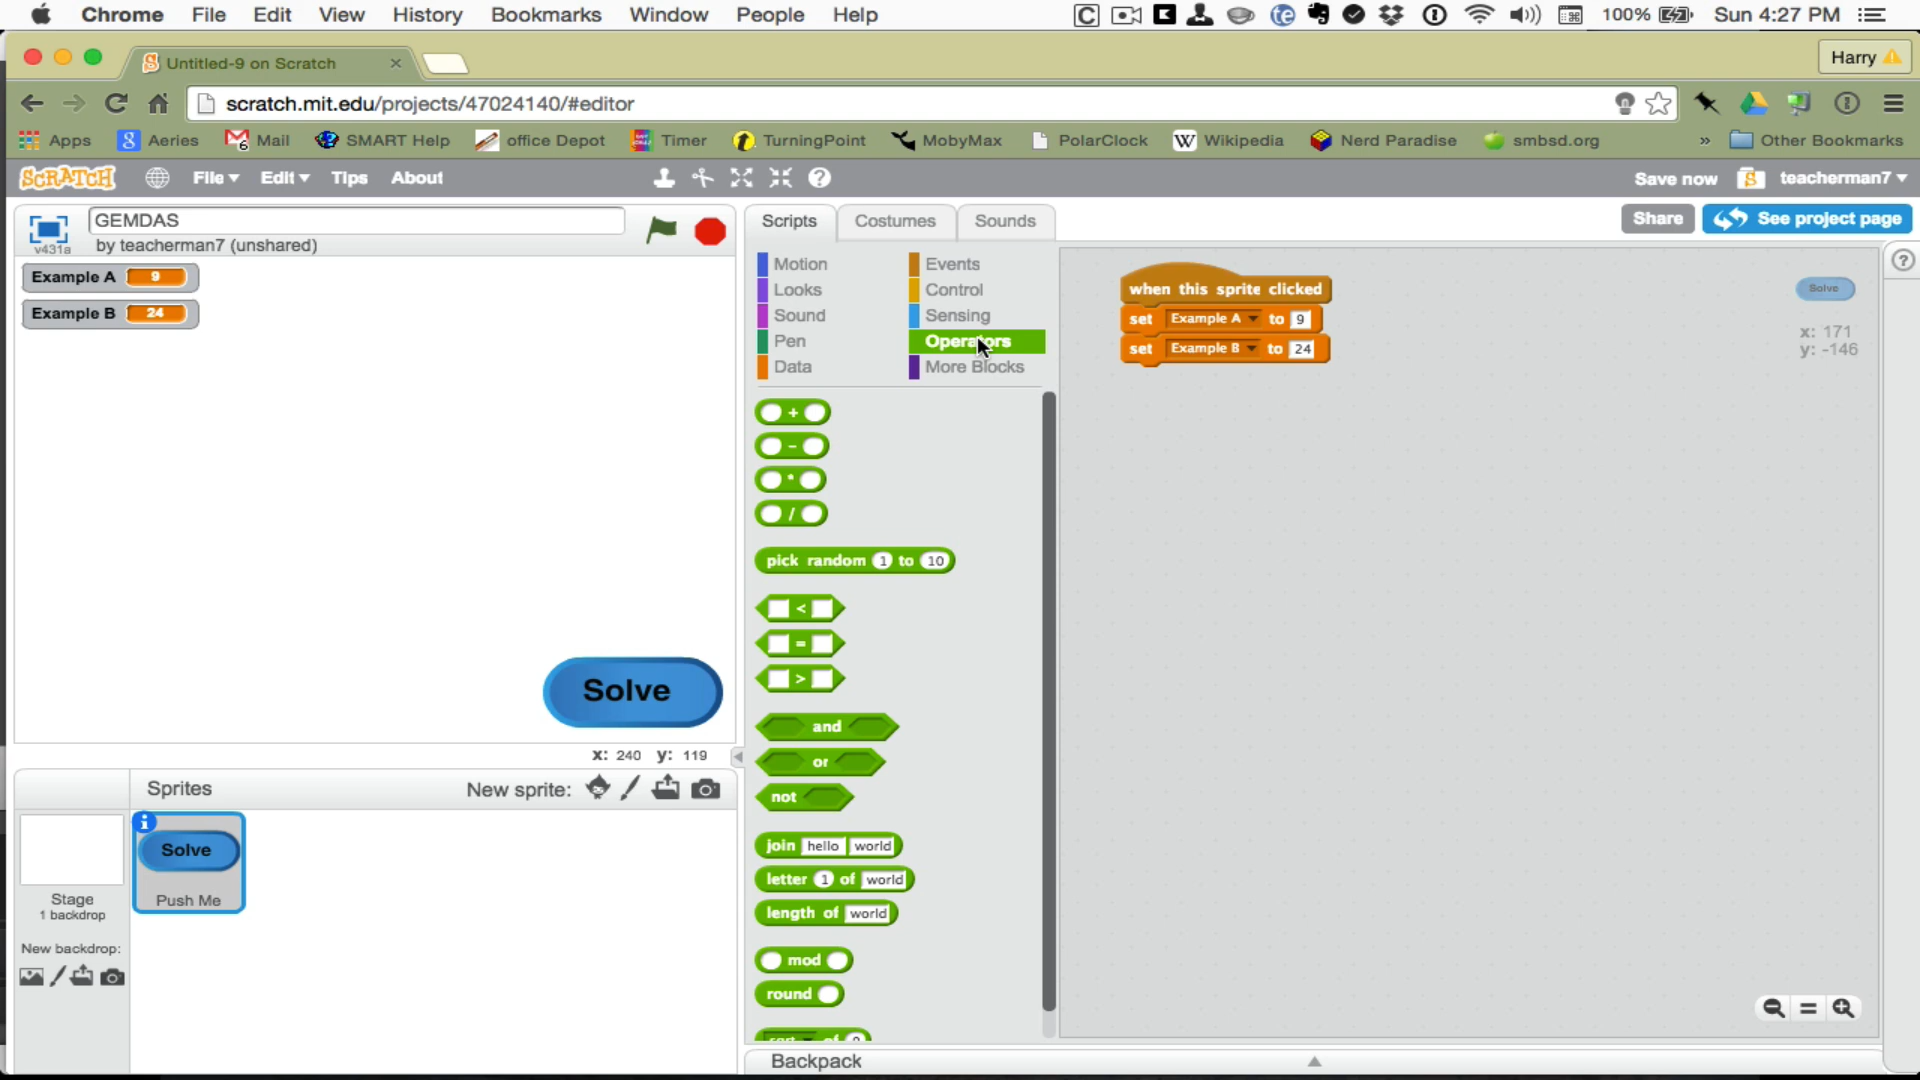 Chrome File Edit View History Bookmarks Window People Help 100% Sun 4:27 PM
Untitled-9 on Scratch Harry
scratch.mit.edu/projects/47024140/#editor
Apps Aeries Mail SMART Help office Depot Timer TurningPoint MobyMax PolarClock Wikipedia Nerd Paradise smbsd.org » Other Bookmarks
SCRATCH File Edit Tips About Save now teacherman7
GEMDAS Scripts Costumes Sounds Share See project page
v431a by teacherman7 (unshared)
Example A 9
Example B 24
Motion Events
Looks Control
Sound Sensing
Pen Operators
Data More Blocks
when this sprite clicked
set Example A to 9
set Example B to 24
Solve
x: 171
y: -146
+
-
*
/
pick random 1 to 10
<
=
>
and
or
not
join hello world
letter 1 of world
length of world
mod
round
Solve
x: 240 y: 119
Sprites New sprite:
Solve
Push Me
Stage
1 backdrop
New backdrop:
Backpack